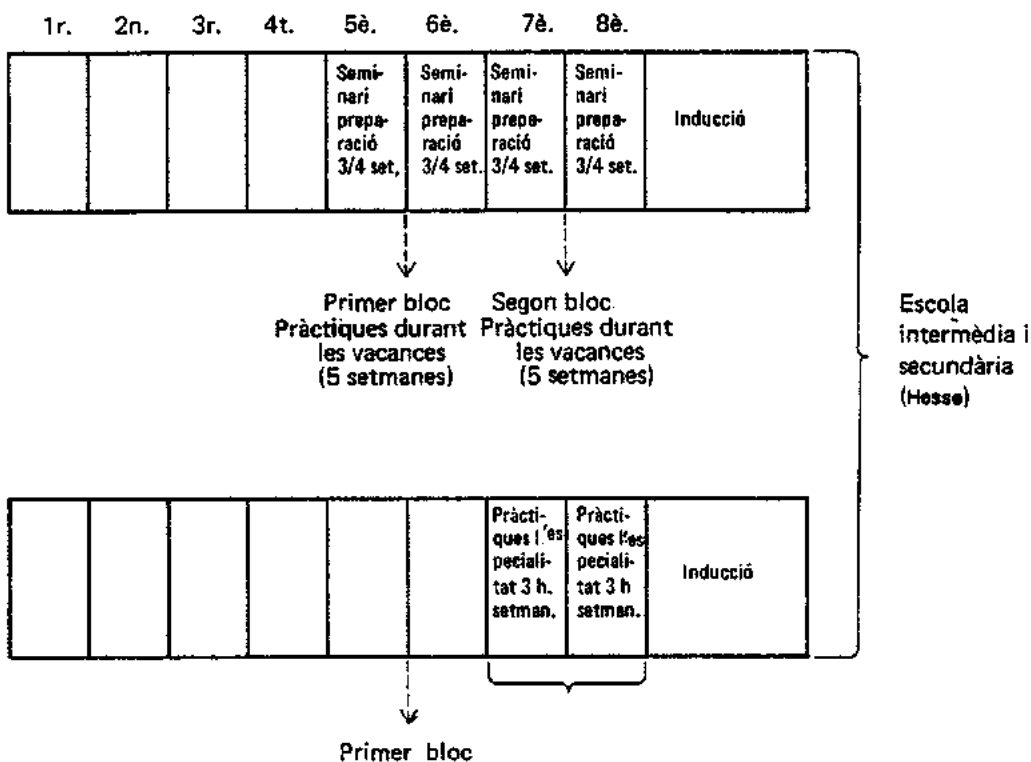 1r. 2n. 3r. 4t. 5è. 6è. 7è. 8è.
Semi-
nari
prepa-
ració
3/4 set,
Semi-
nari
prepa-
ració
3/4 set.
Semi-
nari
prepa-
ració
3/4 set.
Semi-
nari
prepa-
ració
3/4 set.
Inducció
Primer bloc
Pràctiques durant
les vacances
(5 setmanes)
Segon bloc
Pràctiques durant
les vacances
(5 setmanes)
Escola
intermèdia i
secundària
(Hesse)
Pràcti-
ques l'es
peciali-
tat 3 h.
setman.
Pràcti-
ques l'es
peciali-
tat 3 h
setman.
Inducció
Primer bloc